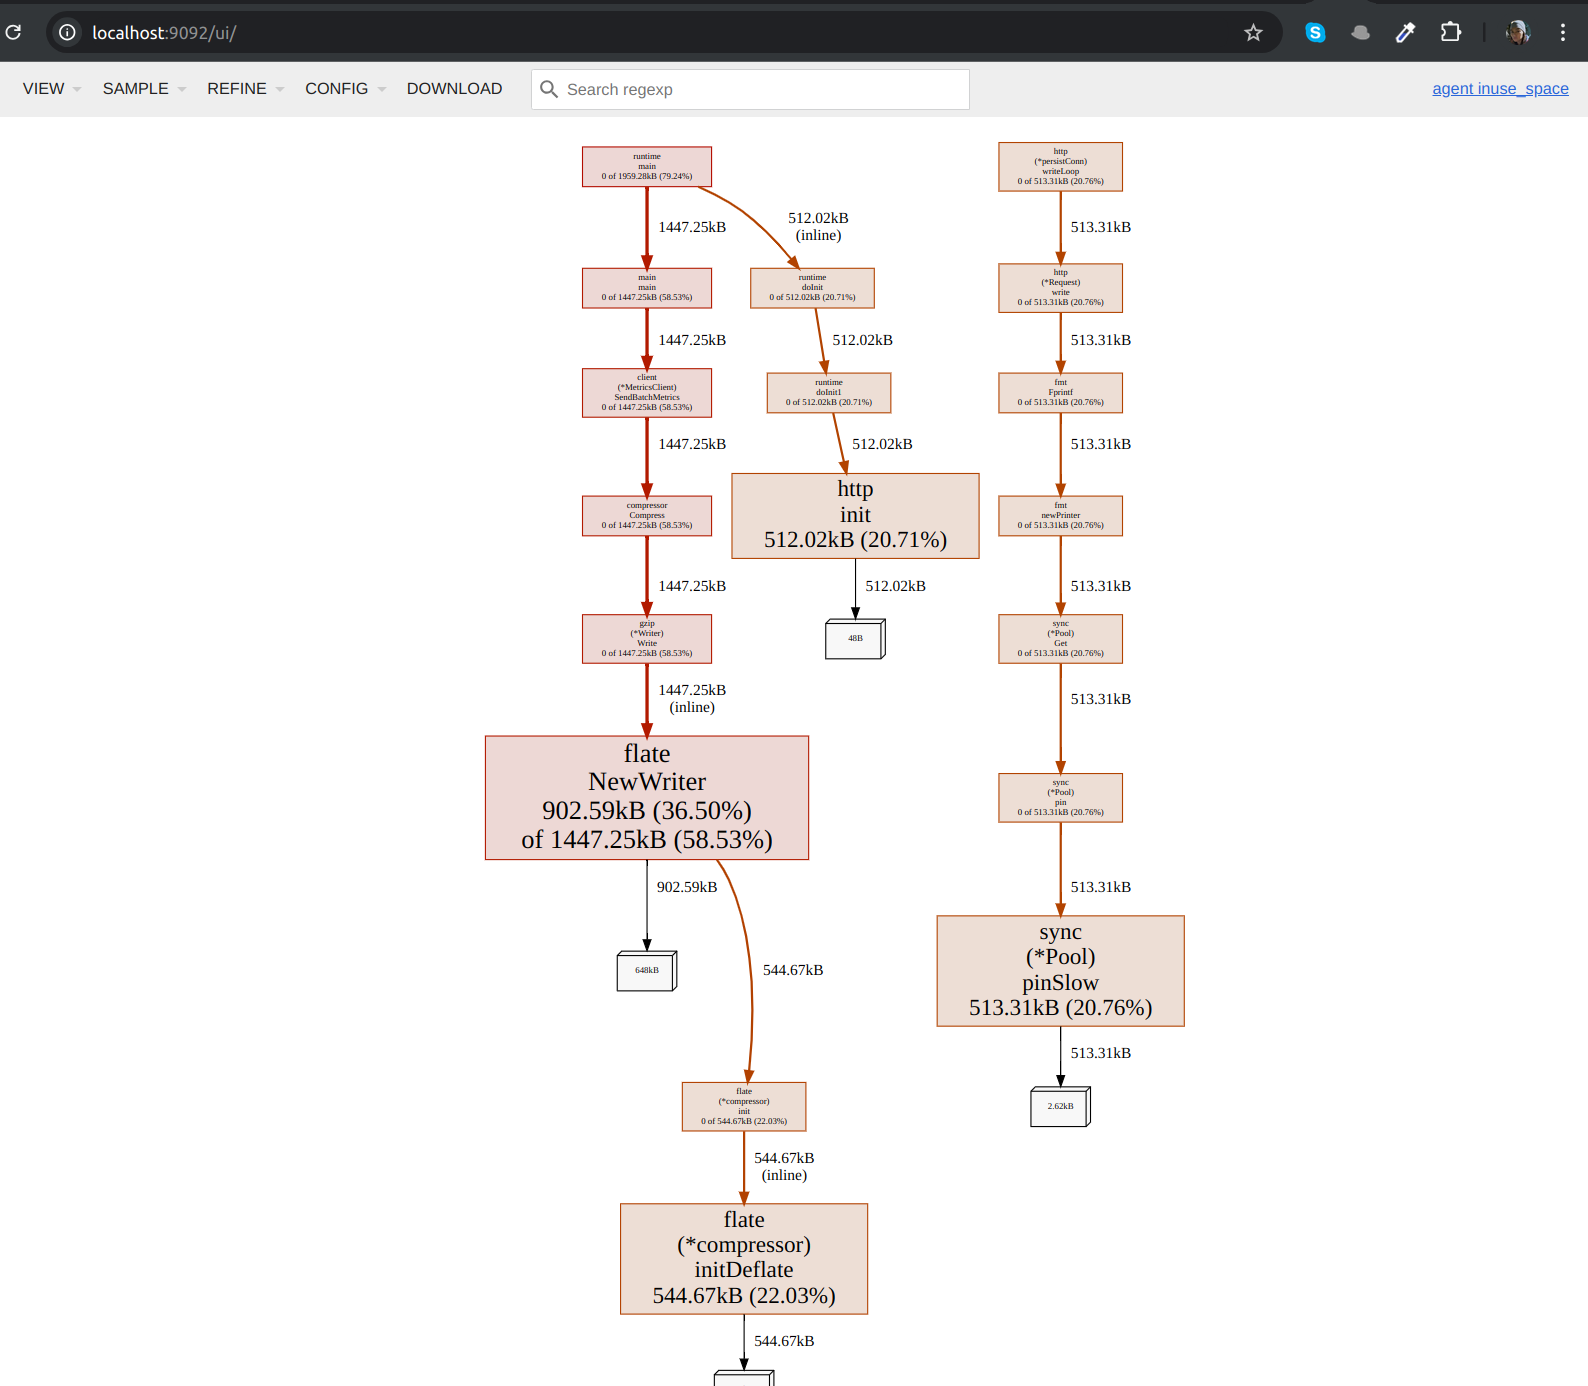 localhost:9092/ui/
VIEW
SAMPLE
REFINE
CONFIG
DOWNLOAD
Search regexp
agent inuse_space
runtime
main
0 of 1959.28kB (79.24%)
1447.25kB
512.02kB
(inline)
main
main
0 of 1447.25kB (58.53%)
runtime
doInit
0 of 512.02kB (20.71%)
1447.25kB
512.02kB
client
(*MetricsClient)
SendBatchMetrics
0 of 1447.25kB (58.53%)
runtime
doInit1
0 of 512.02kB (20.71%)
1447.25kB
512.02kB
compressor
Compress
0 of 1447.25kB (58.53%)
http
init
512.02kB (20.71%)
1447.25kB
512.02kB
48B
gzip
(*Writer)
Write
0 of 1447.25kB (58.53%)
1447.25kB
(inline)
flate
NewWriter
902.59kB (36.50%)
of 1447.25kB (58.53%)
902.59kB
648kB
544.67kB
flate
(*compressor)
init
0 of 544.67kB (22.03%)
544.67kB
(inline)
flate
(*compressor)
initDeflate
544.67kB (22.03%)
544.67kB
http
(*persistConn)
writeLoop
0 of 513.31kB (20.76%)
513.31kB
http
(*Request)
write
0 of 513.31kB (20.76%)
513.31kB
fmt
Fprintf
0 of 513.31kB (20.76%)
513.31kB
fmt
newPrinter
0 of 513.31kB (20.76%)
513.31kB
sync
(*Pool)
Get
0 of 513.31kB (20.76%)
513.31kB
sync
(*Pool)
pin
0 of 513.31kB (20.76%)
513.31kB
sync
(*Pool)
pinSlow
513.31kB (20.76%)
513.31kB
2.62kB